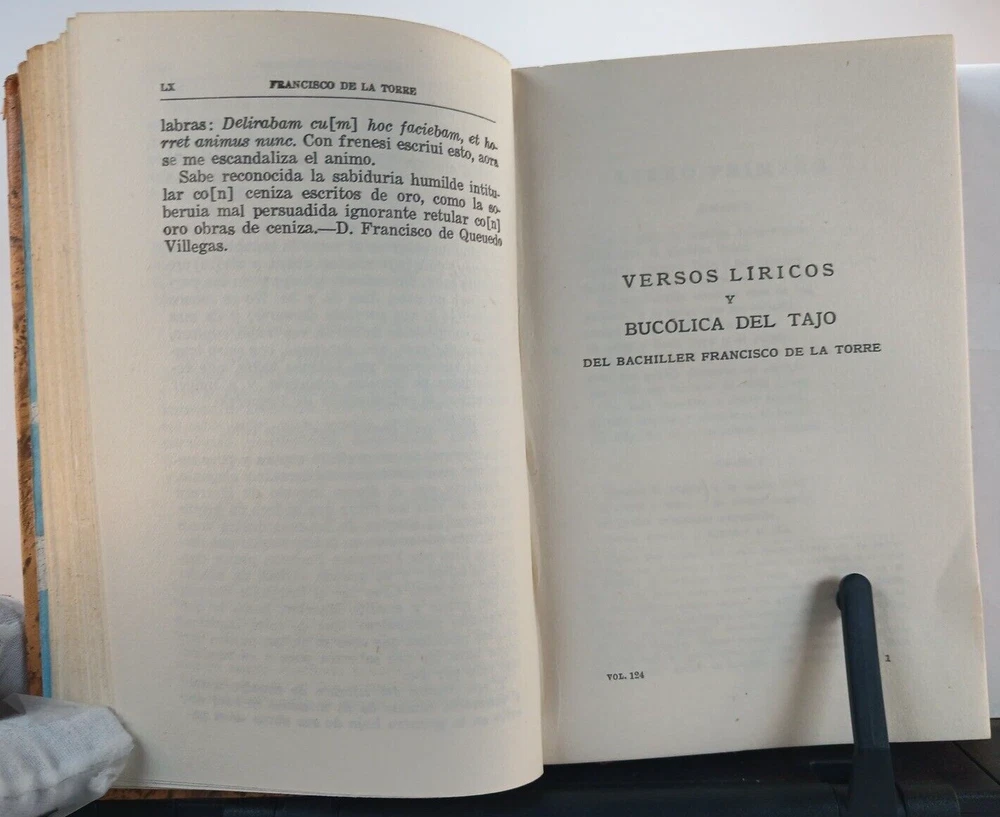 LX FRANCISCO DE LA TORRE
labras: Delirabam cu[m] hoc faciebam, et ho-
rret animus nunc. Con frenesi escriui esto, aora
se me escandaliza el animo.
Sabe reconocida la sabiduria humilde intitu-
lar co[n] ceniza escritos de oro, como la so-
beruia mal persuadida ignorante retular co[n]
oro obras de ceniza.—D. Francisco de Queuedo
Villegas.
VERSOS LÍRICOS
Y
BUCÓLICA DEL TAJO
DEL BACHILLER FRANCISCO DE LA TORRE
VOL. 124
1